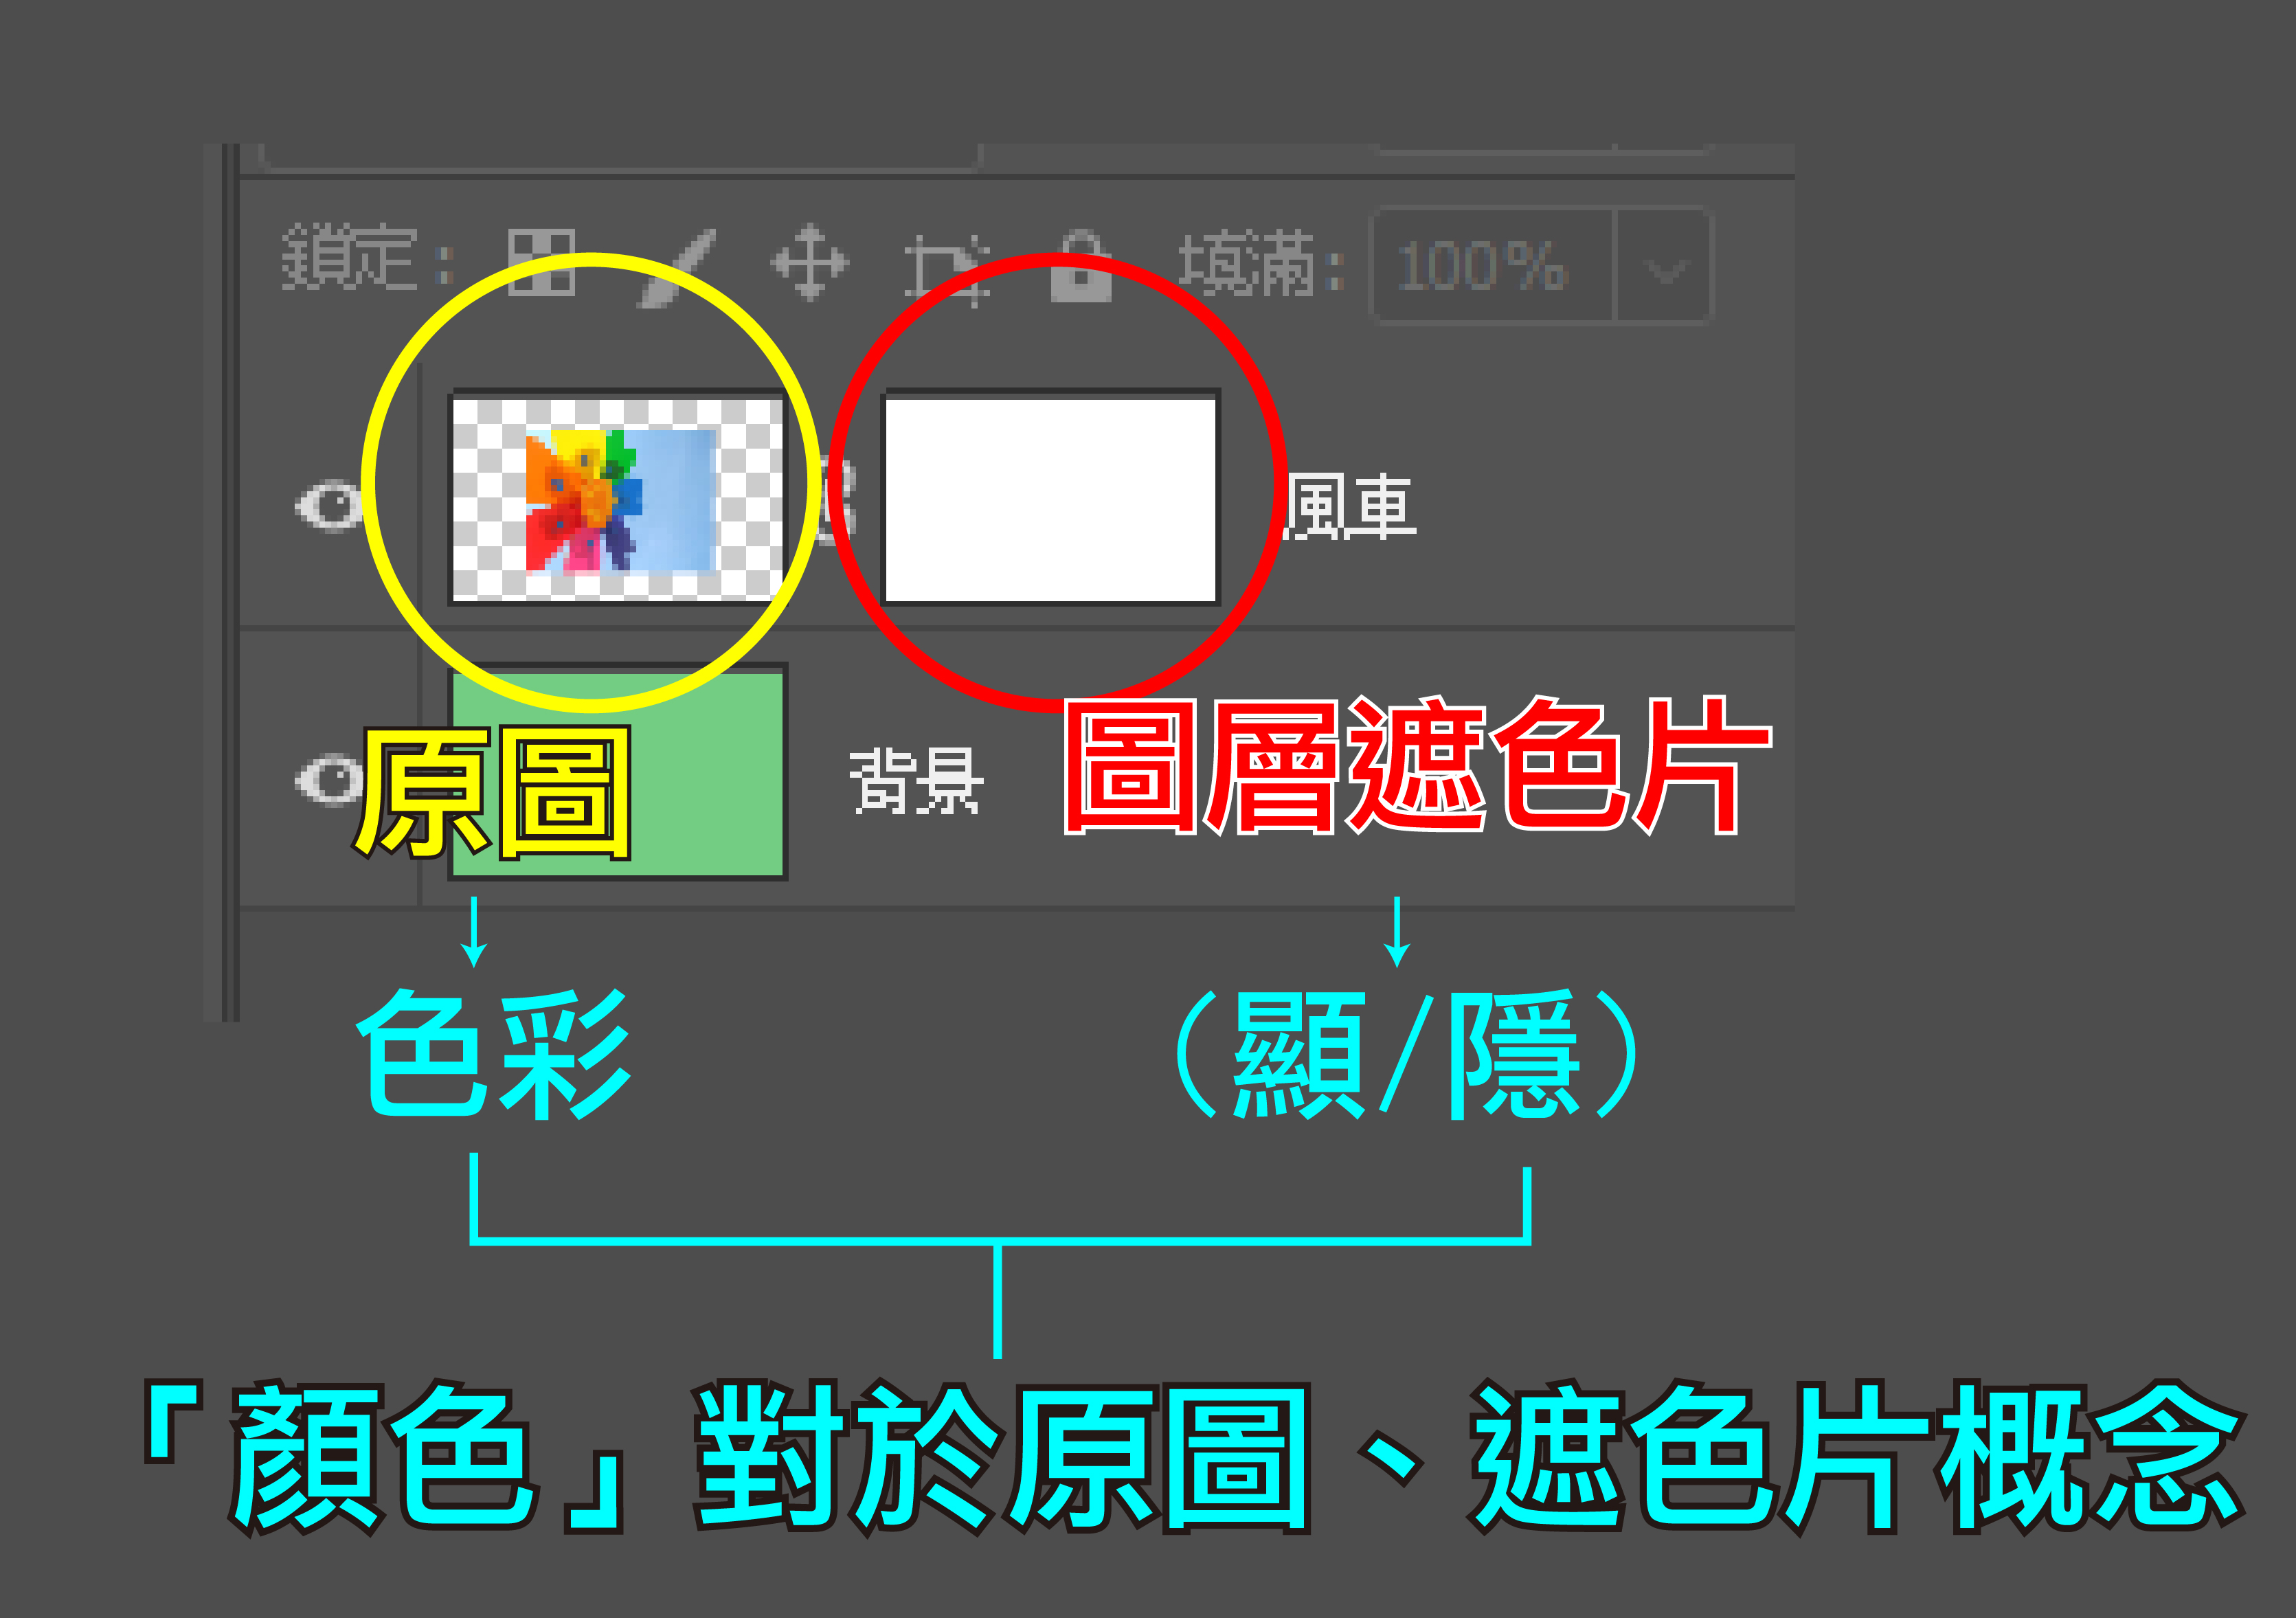 鎖定: 填滿: 100%
風車
背景
原圖 圖層遮色片
色彩 (顯/隱)
「顏色」對於原圖、遮色片概念